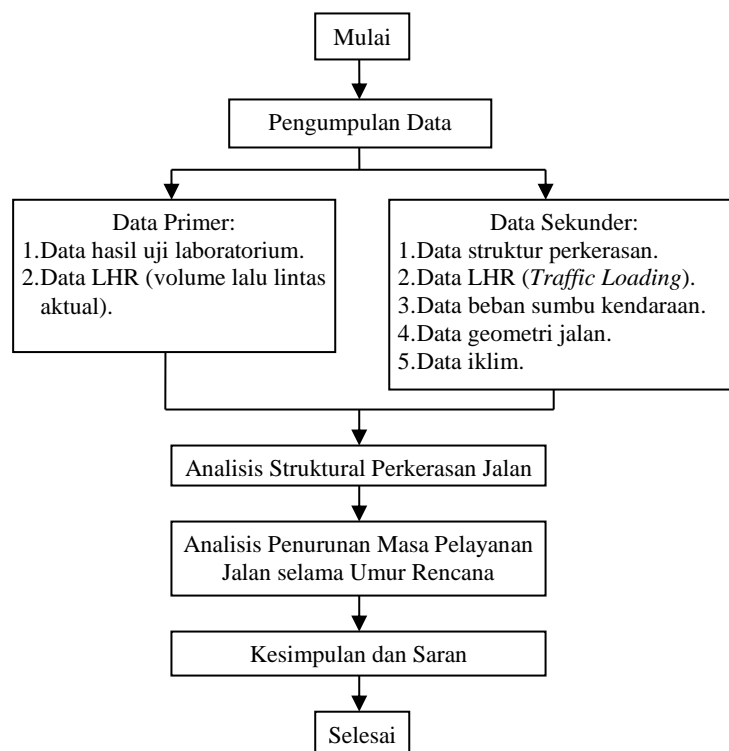 Mulai
Pengumpulan Data
Data Primer:
1.Data hasil uji laboratorium.
2.Data LHR (volume lalu lintas
aktual).
Data Sekunder:
1.Data struktur perkerasan.
2.Data LHR (Traffic Loading).
3.Data beban sumbu kendaraan.
4.Data geometri jalan.
5.Data iklim.
Analisis Struktural Perkerasan Jalan
Analisis Penurunan Masa Pelayanan
Jalan selama Umur Rencana
Kesimpulan dan Saran
Selesai